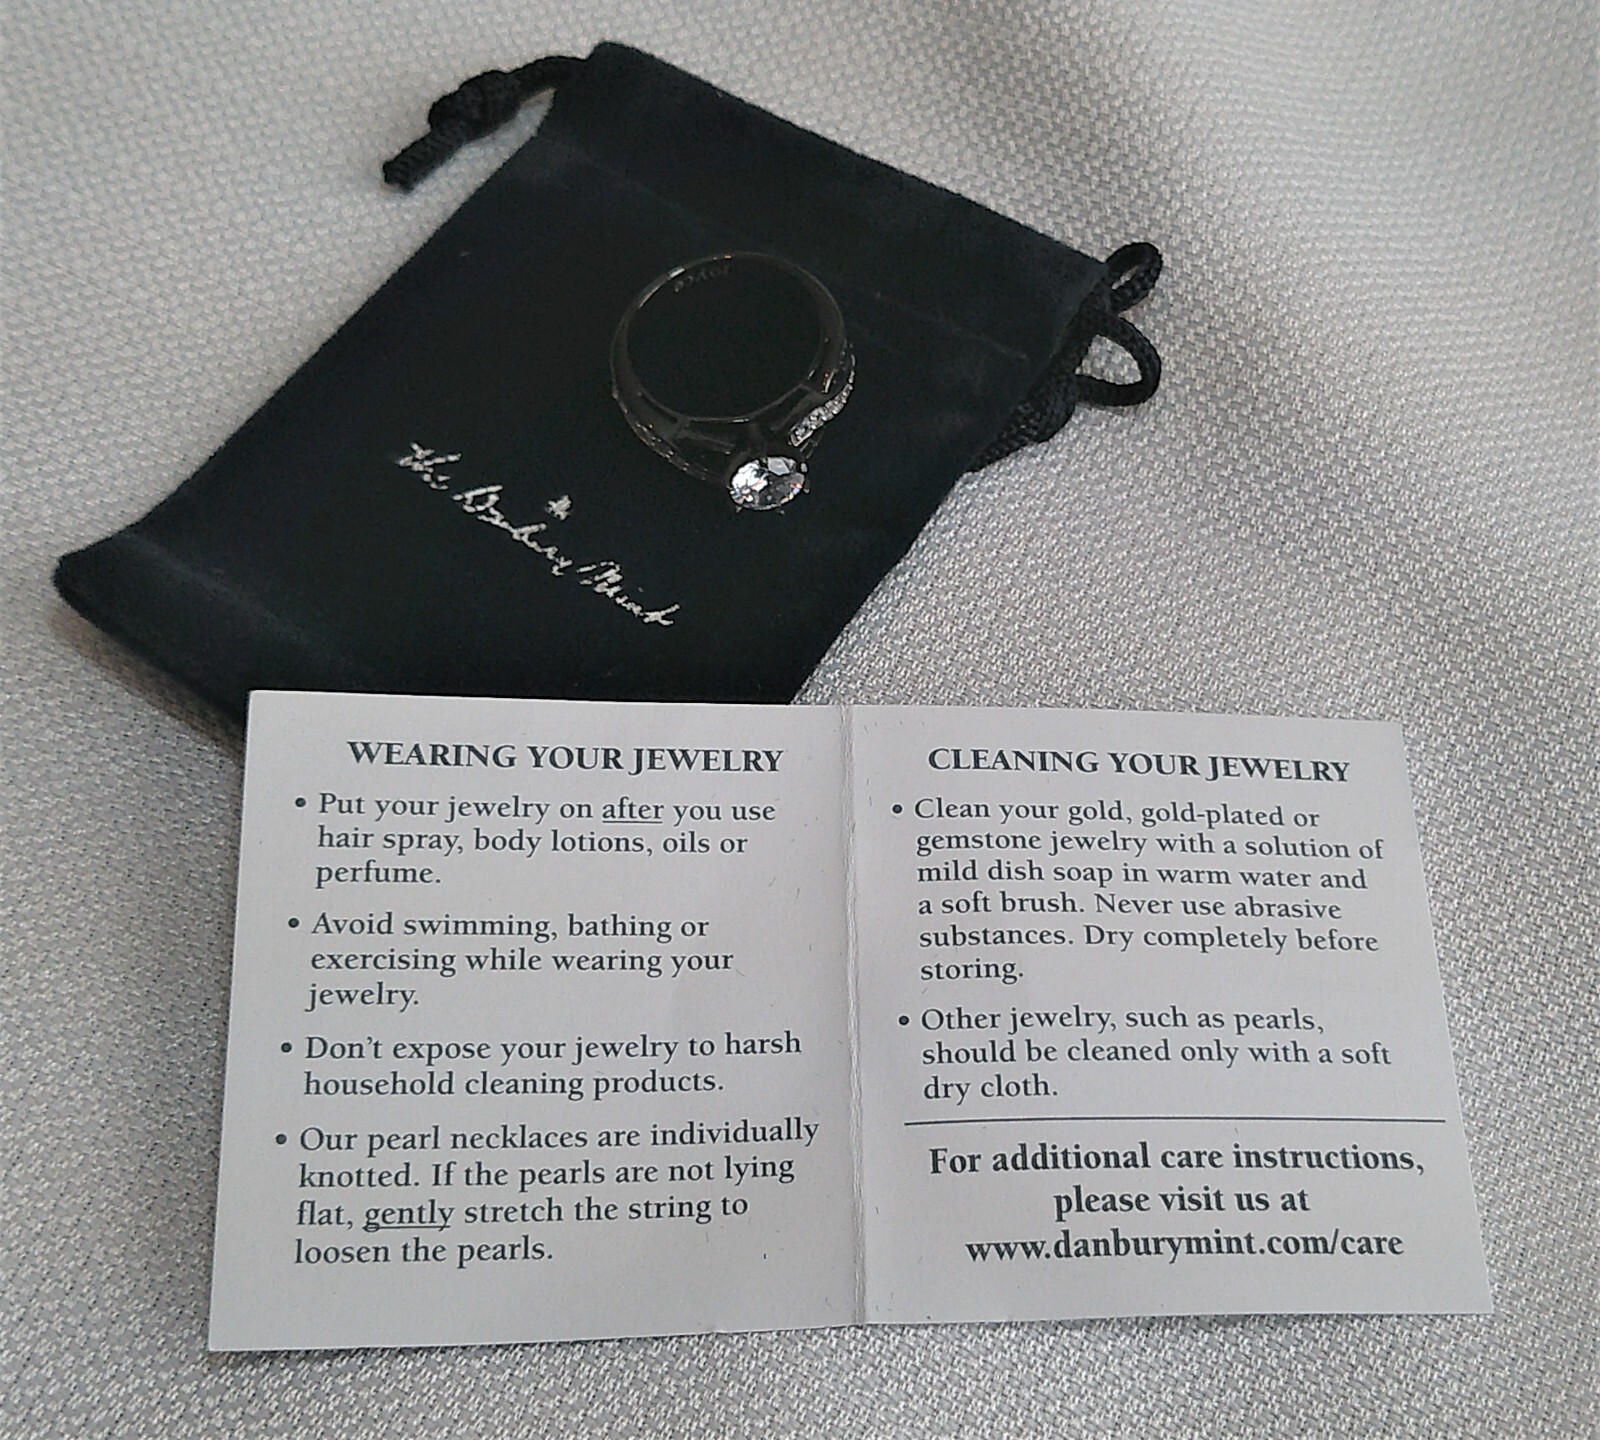 Joyce
the Danbury Mint
WEARING YOUR JEWELRY
• Put your jewelry on after you use
hair spray, body lotions, oils or
perfume.
• Avoid swimming, bathing or
exercising while wearing your
jewelry.
• Don't expose your jewelry to harsh
household cleaning products.
• Our pearl necklaces are individually
knotted. If the pearls are not lying
flat, gently stretch the string to
loosen the pearls.
CLEANING YOUR JEWELRY
• Clean your gold, gold-plated or
gemstone jewelry with a solution of
mild dish soap in warm water and
a soft brush. Never use abrasive
substances. Dry completely before
storing.
• Other jewelry, such as pearls,
should be cleaned only with a soft
dry cloth.
For additional care instructions,
please visit us at
www.danburymint.com/care